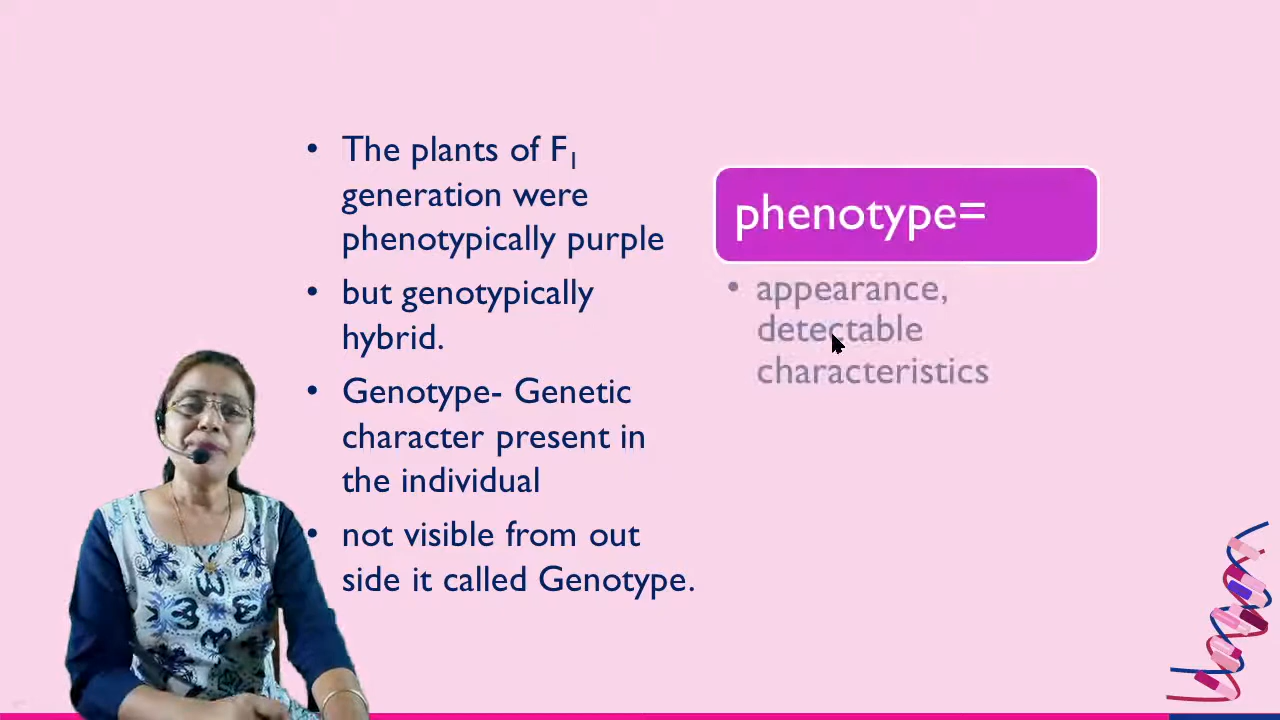 • The plants of F₁
generation were
phenotypically purple
• but genotypically
hybrid.
• Genotype- Genetic
character present in
the individual
• not visible from out
side it called Genotype.
phenotype=
• appearance,
detectable
characteristics